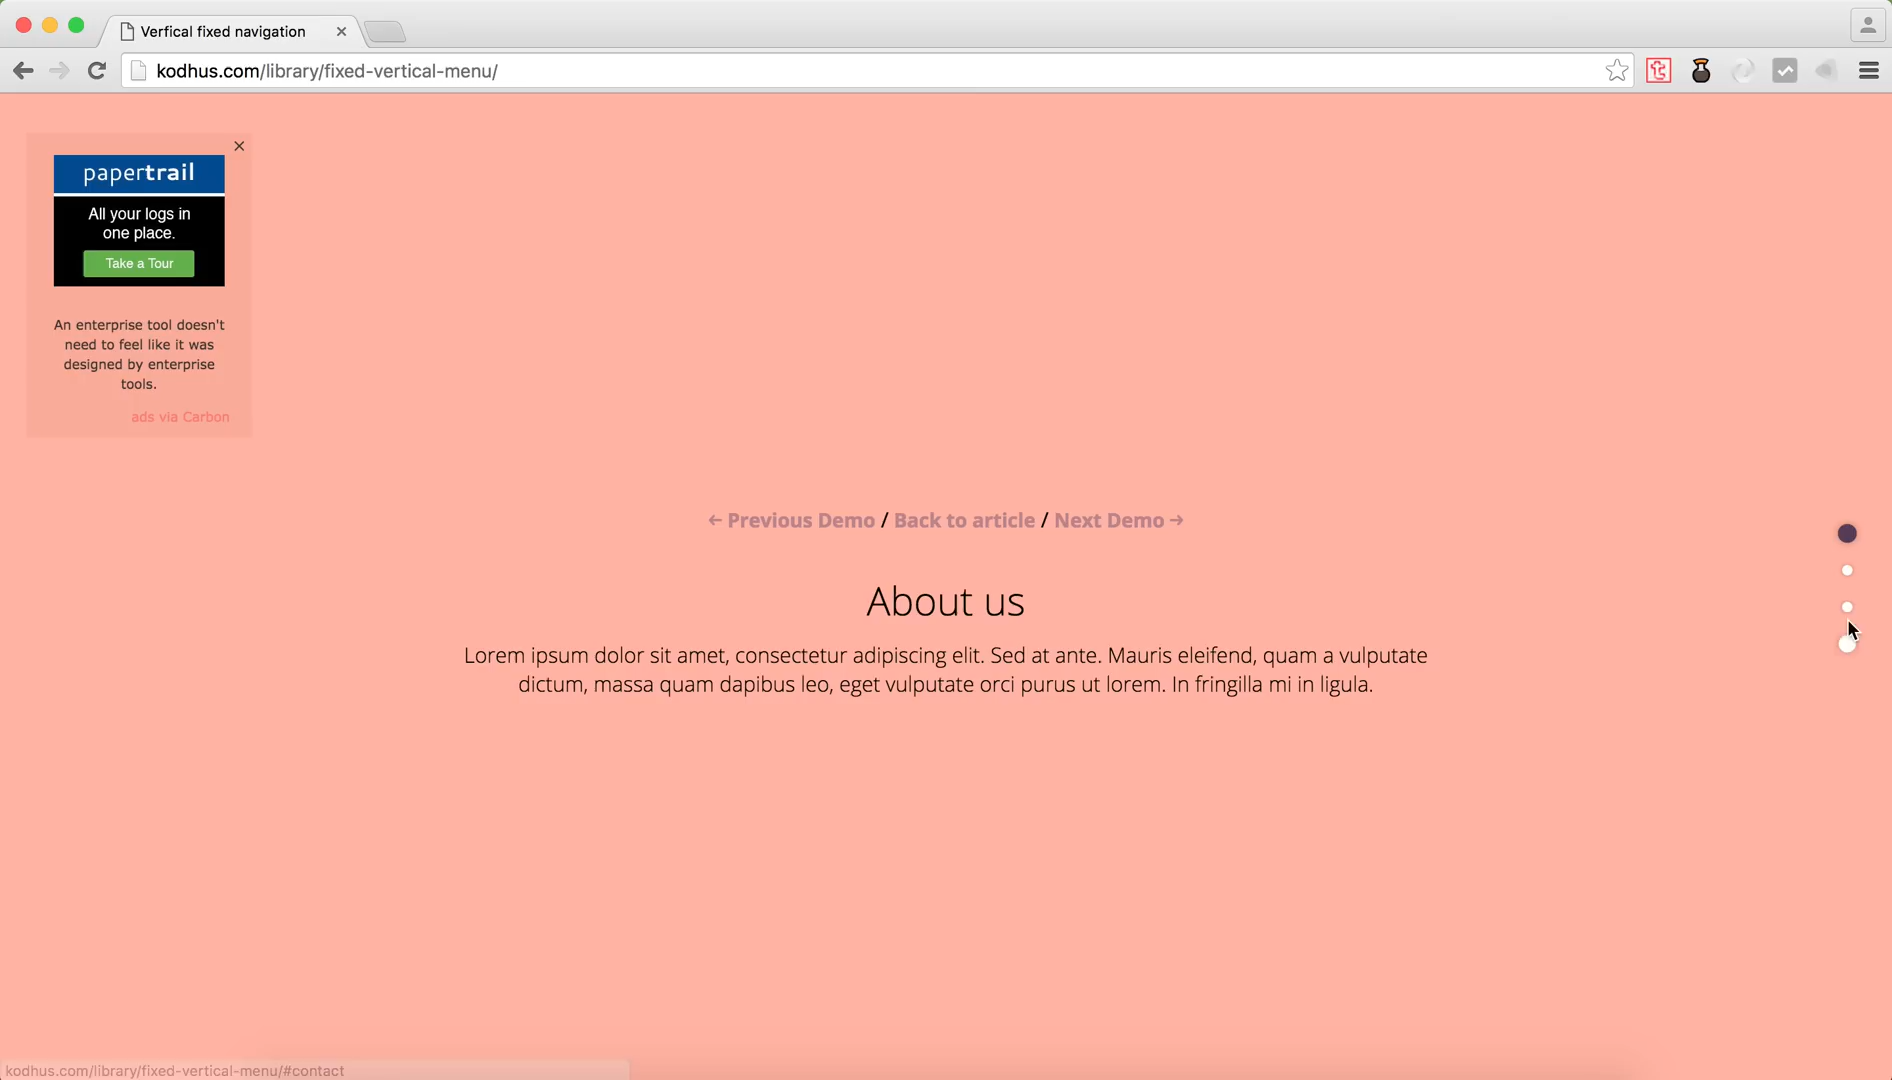 Verfical fixed navigation
kodhus.com/library/fixed-vertical-menu/
papertrail
All your logs in
one place.
Take a Tour
An enterprise tool doesn't
need to feel like it was
designed by enterprise
tools.
ads via Carbon
← Previous Demo / Back to article / Next Demo →
About us
Lorem ipsum dolor sit amet, consectetur adipiscing elit. Sed at ante. Mauris eleifend, quam a vulputate
dictum, massa quam dapibus leo, eget vulputate orci purus ut lorem. In fringilla mi in ligula.
kodhus.com/library/fixed-vertical-menu/#contact